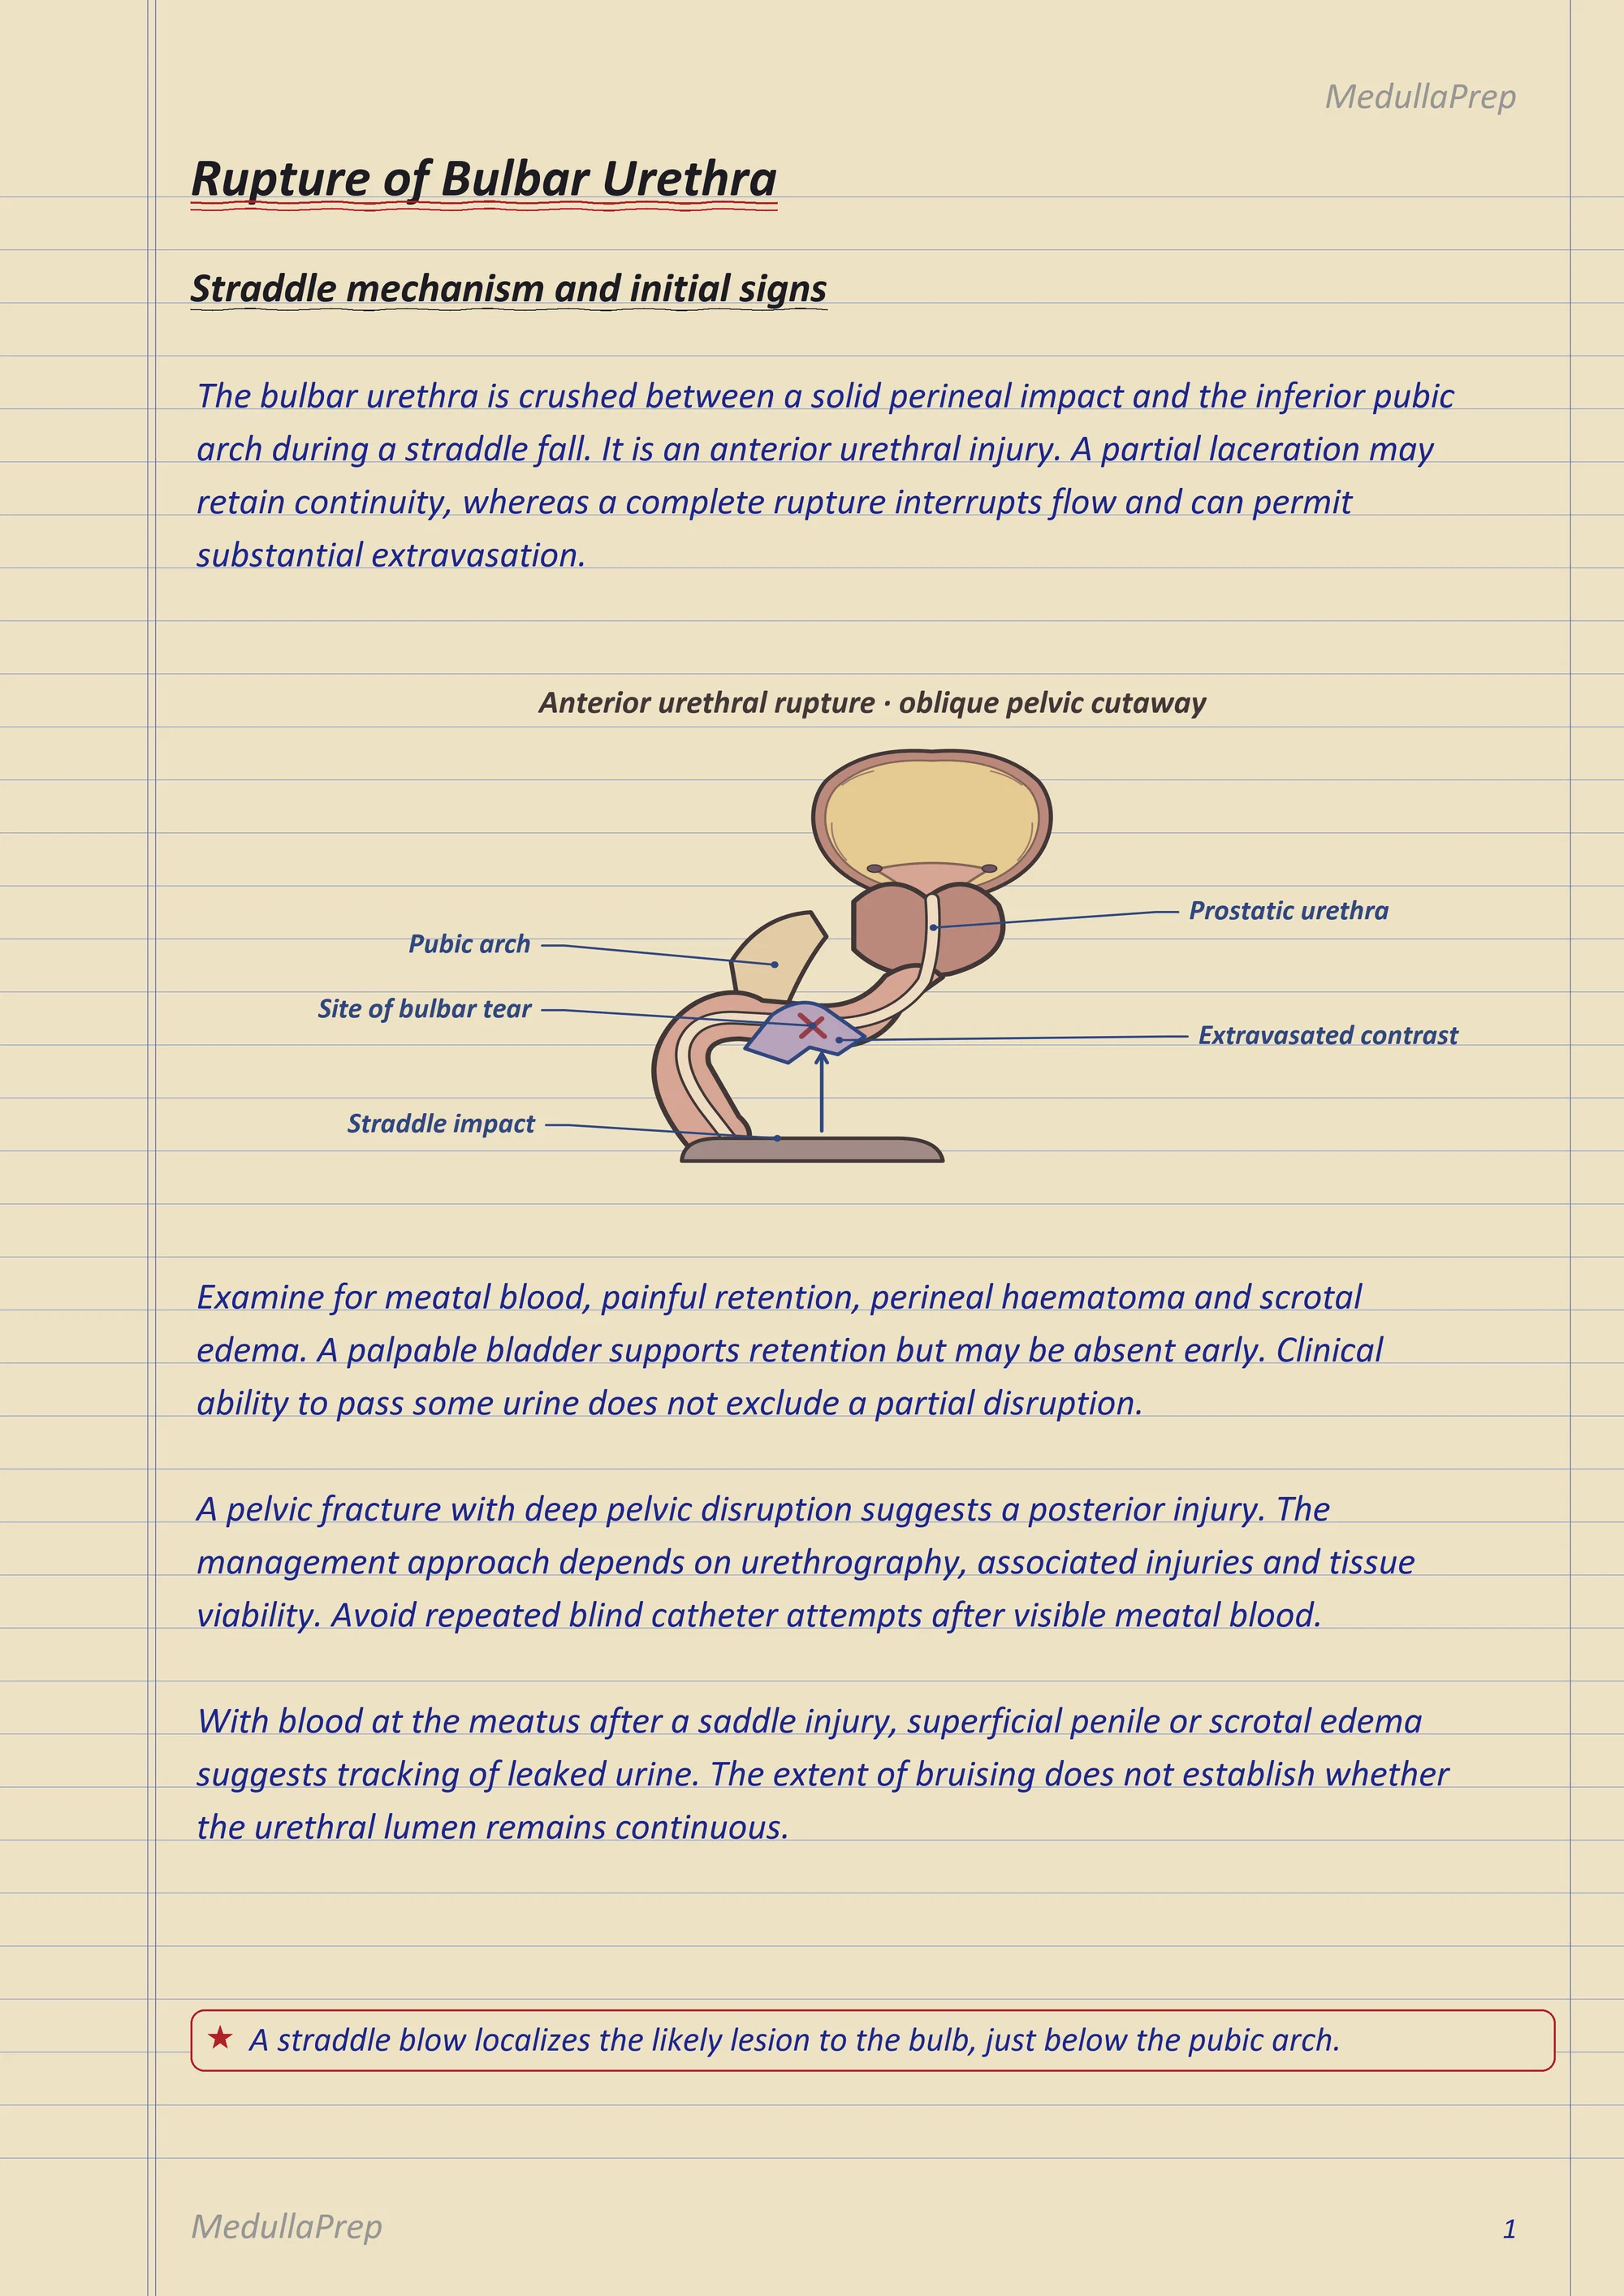 MedullaPrep
Rupture of Bulbar Urethra
Straddle mechanism and initial signs
The bulbar urethra is crushed between a solid perineal impact and the inferior pubic
arch during a straddle fall. It is an anterior urethral injury. A partial laceration may
retain continuity, whereas a complete rupture interrupts flow and can permit
substantial extravasation.
Anterior urethral rupture · oblique pelvic cutaway
Prostatic urethra
Pubic arch
Site of bulbar tear
Extravasated contrast
Straddle impact
Examine for meatal blood, painful retention, perineal haematoma and scrotal
edema. A palpable bladder supports retention but may be absent early. Clinical
ability to pass some urine does not exclude a partial disruption.
A pelvic fracture with deep pelvic disruption suggests a posterior injury. The
management approach depends on urethrography, associated injuries and tissue
viability. Avoid repeated blind catheter attempts after visible meatal blood.
With blood at the meatus after a saddle injury, superficial penile or scrotal edema
suggests tracking of leaked urine. The extent of bruising does not establish whether
the urethral lumen remains continuous.
★ A straddle blow localizes the likely lesion to the bulb, just below the pubic arch.
MedullaPrep
1